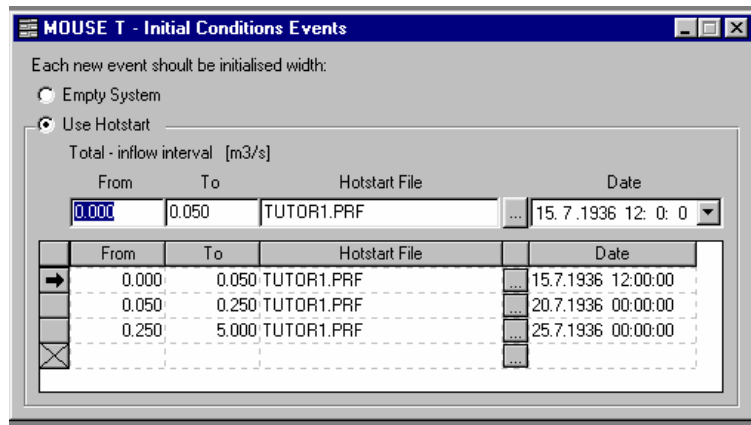 MOUSE T - Initial Conditions Events
Each new event should be initialised width:
Empty System
Use Hotstart
Total - inflow interval [m3/s]
From To Hotstart File Date
0.000 0.050 TUTOR1.PRF ... 15. 7 .1936 12: 0: 0
From To Hotstart File Date
0.000 0.050 TUTOR1.PRF ... 15.7.1936 12:00:00
0.050 0.250 TUTOR1.PRF ... 20.7.1936 00:00:00
0.250 5.000 TUTOR1.PRF ... 25.7.1936 00:00:00
...